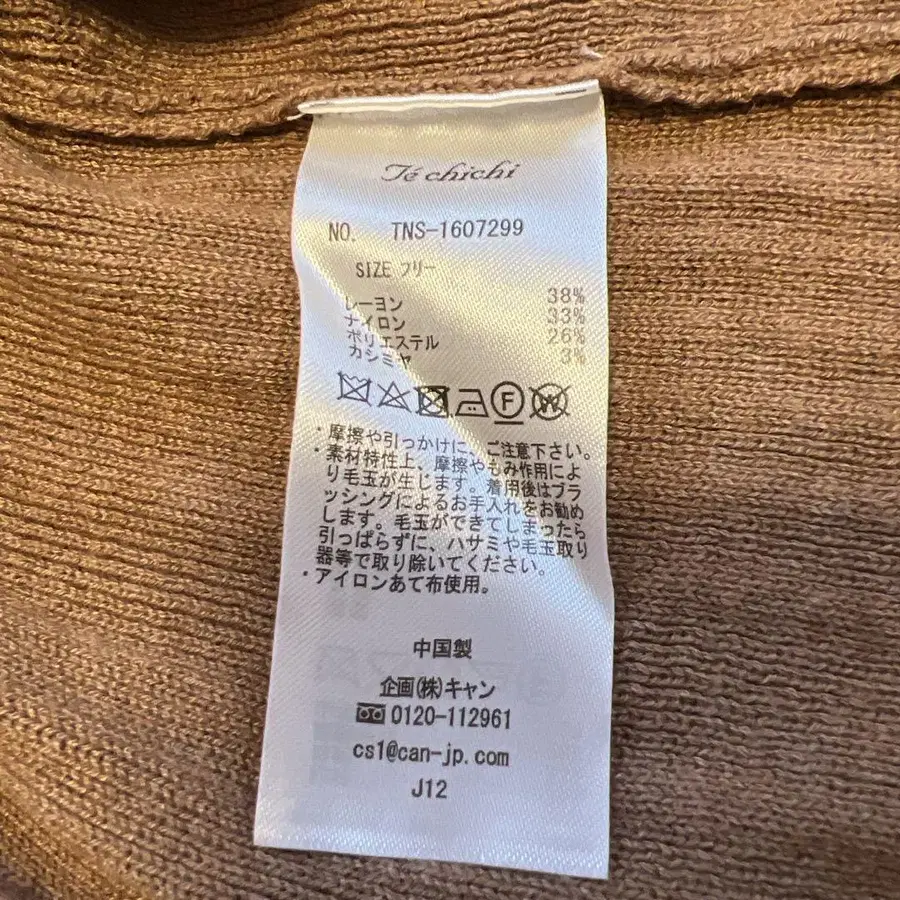 Té chichi
NO. TNS-1607299
SIZE フリー
レーヨン 38%
ナイロン 33%
ポリエステル 26%
カシミヤ 3%
F W
・摩擦や引っかけに、ご注意下さい。
・素材特性上、摩擦やもみ作用によ
り毛玉が生じます。着用後はブラ
ッシングによるお手入れをお勧め
します。毛玉ができてしまったら
引っぱらずに、ハサミや毛玉取り
器等で取り除いてください。
・アイロンあて布使用。
中国製
企画(株)キャン
0120-112961
cs1@can-jp.com
J12